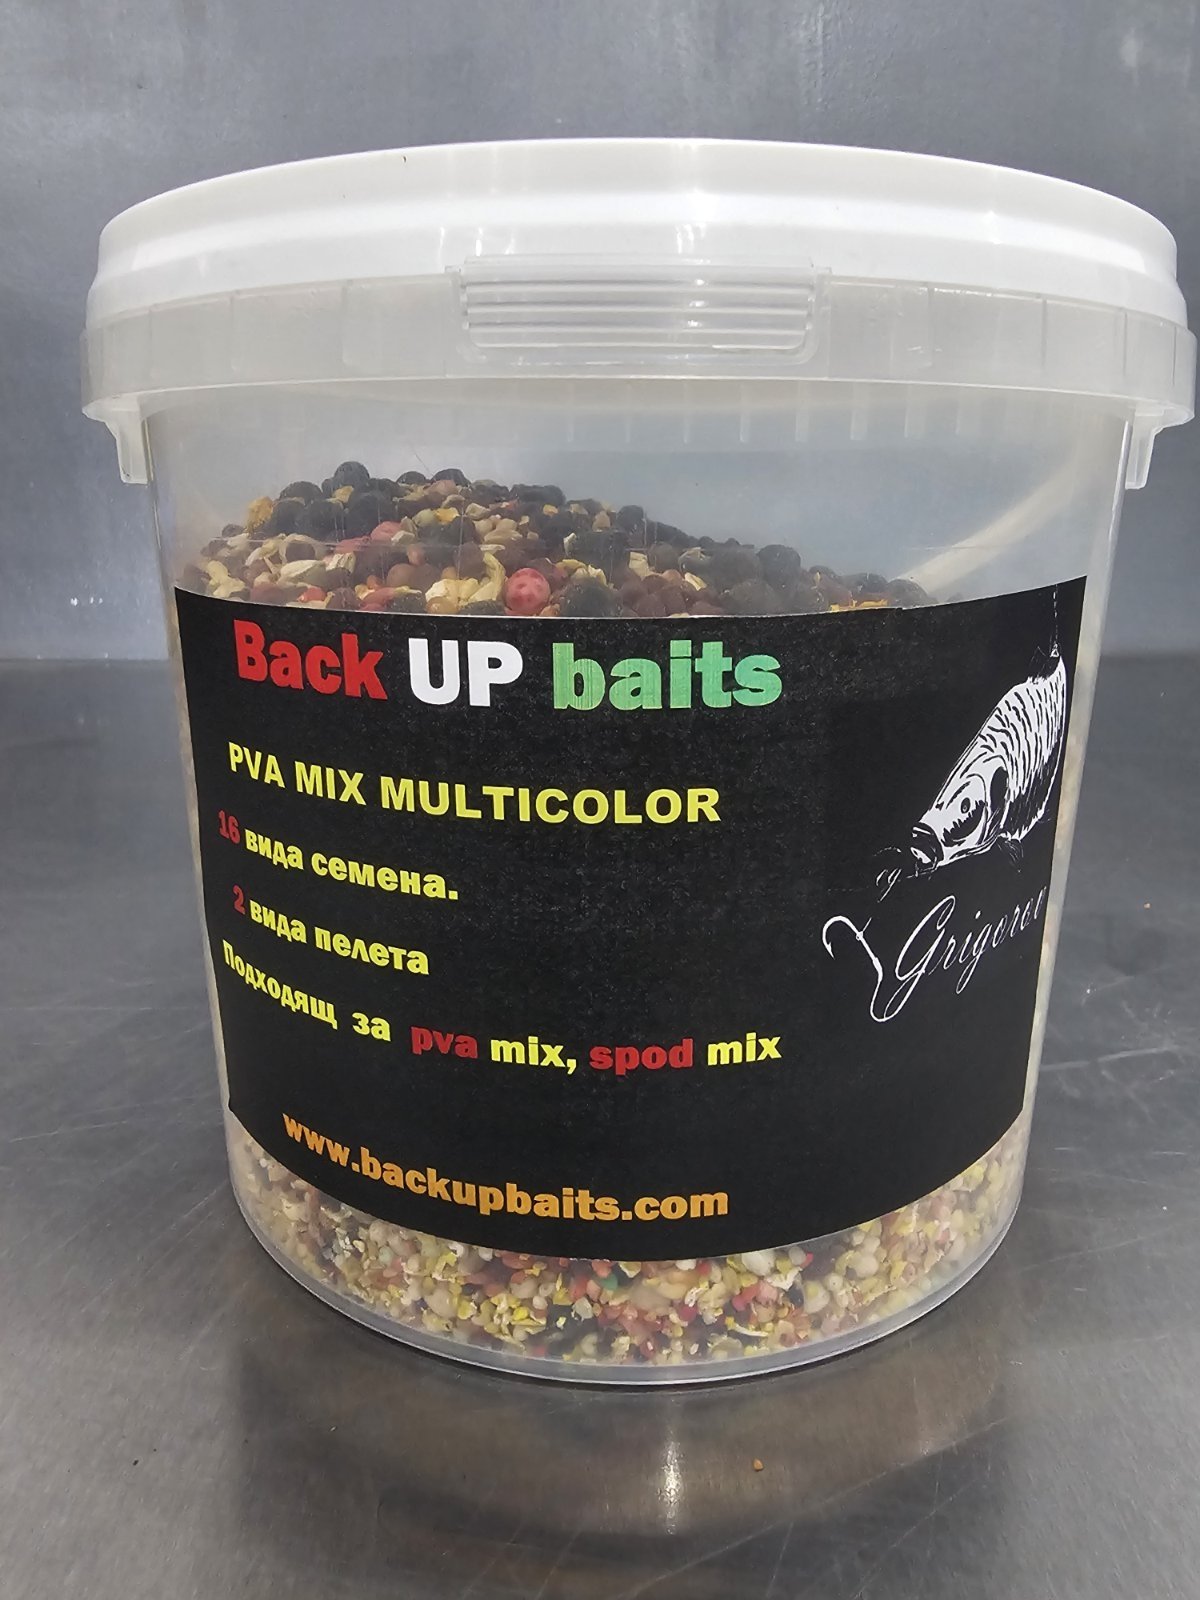 Back UP baits
PVA MIX MULTICOLOR
16 вида семена.
2 вида пелета
Подходящ за pva mix, spod mix
Grigorov
www.backupbaits.com